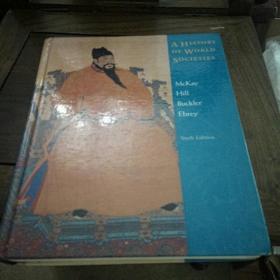 A HISTORY
OF WORLD
SOCIETIES
McKay
Hill
Buckler
Ebrey
Sixth Edition